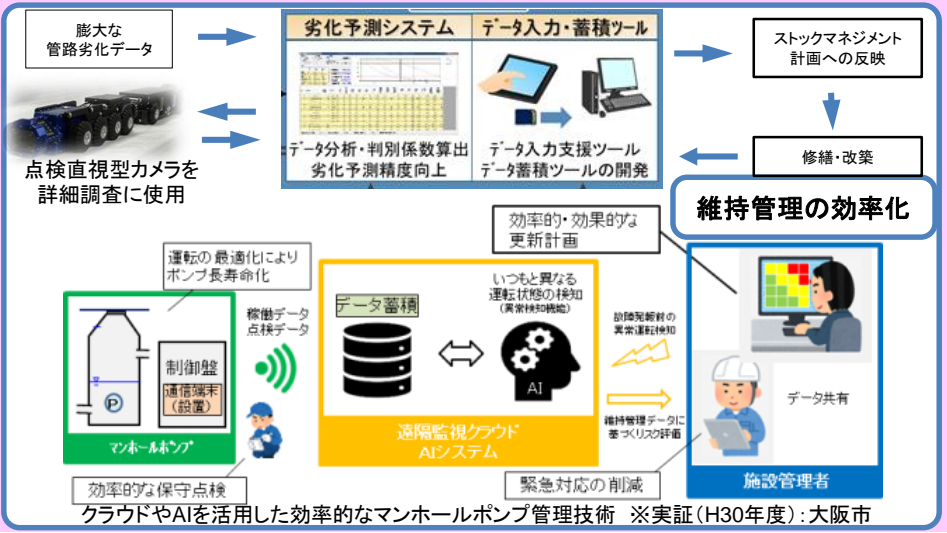 膨大な
管路劣化データ
劣化予測システム
データ入力・蓄積ツール
ストックマネジメント
計画への反映
データ分析・判別係数算出
劣化予測精度向上
データ入力支援ツール
データ蓄積ツールの開発
修繕・改築
点検直視型カメラを
詳細調査に使用
維持管理の効率化
効率的・効果的な
更新計画
運転の最適化により
ポンプ長寿命化
稼働データ
点検データ
データ蓄積
いつもと異なる
運転状態の検知
(異常検知機能)
AI
故障発報前の
異常運転検知
制御盤
通信端末
(設置)
P
マンホールポンプ
遠隔監視クラウド
AIシステム
維持管理データに
基づくリスク評価
データ共有
施設管理者
効率的な保守点検
緊急対応の削減
クラウドやAIを活用した効率的なマンホールポンプ管理技術 ※実証(H30年度):大阪市